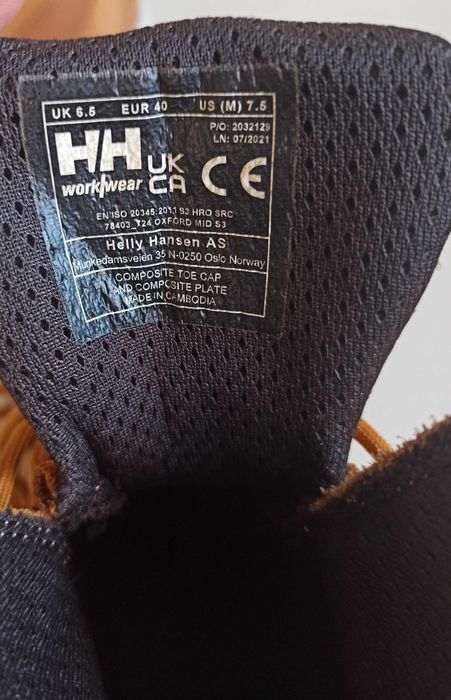 UK 6.5 EUR 40 US (M) 7.5
P/O: 2032129
LN: 07/2021
HH UK CA CE
workwear
EN ISO 20345:2011 S3 HRO SRC
78403_724 OXFORD MID S3
Helly Hansen AS
Munkedamsveien 35 N-0250 Oslo Norway
COMPOSITE TOE CAP
AND COMPOSITE PLATE
MADE IN CAMBODIA